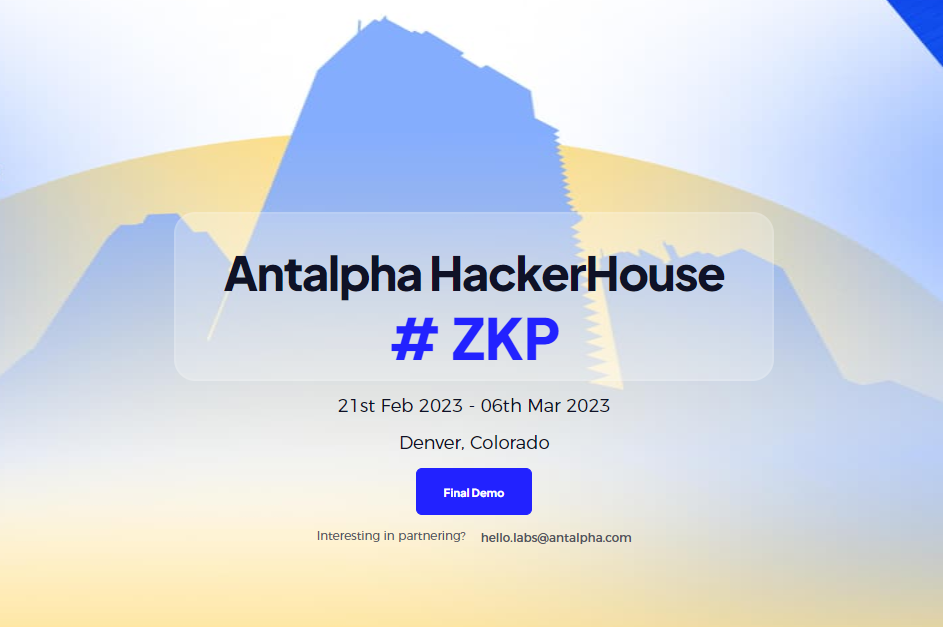 Antalpha HackerHouse
# ZKP
21st Feb 2023 - 06th Mar 2023
Denver, Colorado
Final Demo
Interesting in partnering? hello.labs@antalpha.com